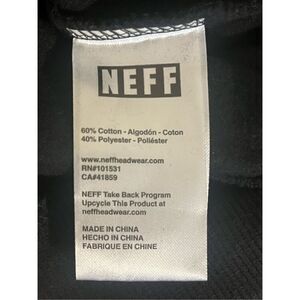 NEFF
60% Cotton - Algodón - Coton
40% Polyester - Poliéster
www.neffheadwear.com
RN#101531
CA#41859
NEFF Take Back Program
Upcycle This Product at
neffheadwear.com
MADE IN CHINA
HECHO IN CHINA
FABRIQUE EN CHINE